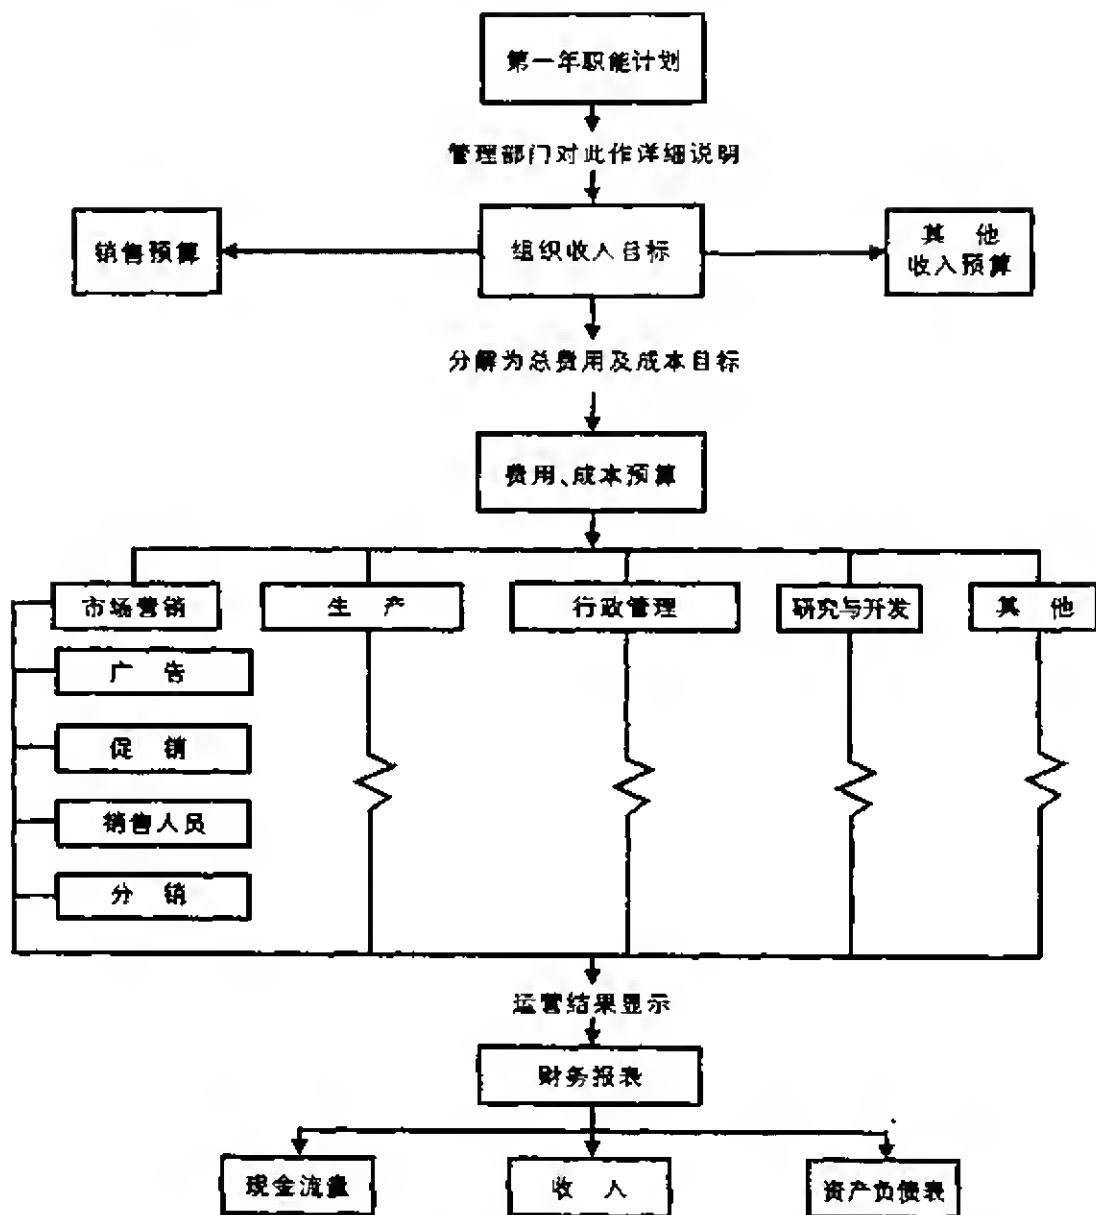 第一年职能计划
管理部门对此作详细说明
销售预算
组织收入目标
其 他
收入预算
分解为总费用及成本目标
费用、成本预算
市场营销
生 产
行政管理
研究与开发
其 他
广 告
促 销
销售人员
分 销
运营结果显示
财务报表
现金流量
收 入
资产负债表